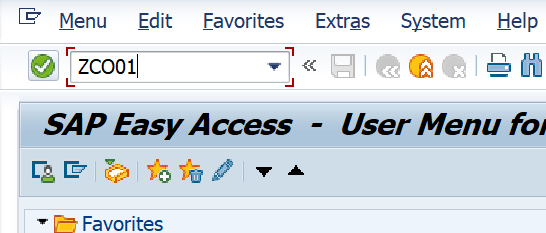 Menu Edit Favorites Extras System Help
ZCO01
SAP Easy Access - User Menu for
Favorites